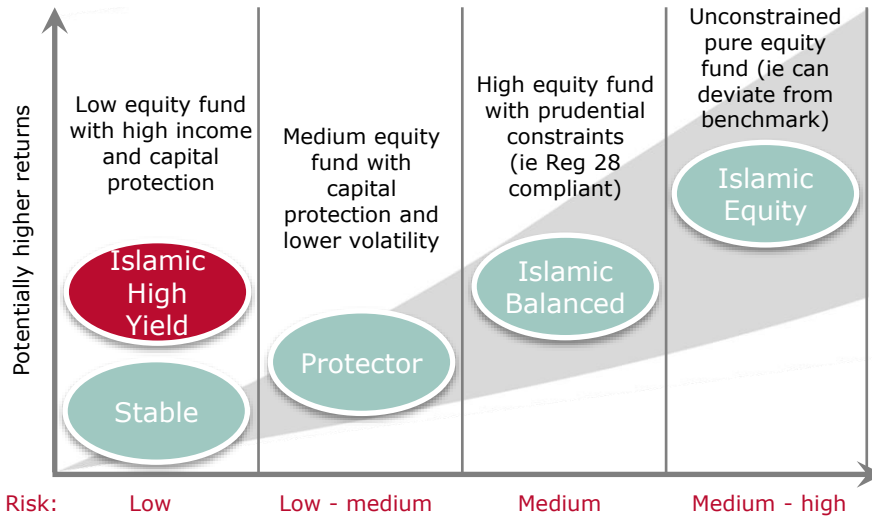 Potentially higher returns
Low equity fund
with high income
and capital
protection
Islamic
High
Yield
Stable
Medium equity
fund with
capital
protection and
lower volatility
Protector
High equity fund
with prudential
constraints
(ie Reg 28
compliant)
Islamic
Balanced
Unconstrained
pure equity
fund (ie can
deviate from
benchmark)
Islamic
Equity
Risk: Low Low - medium Medium Medium - high